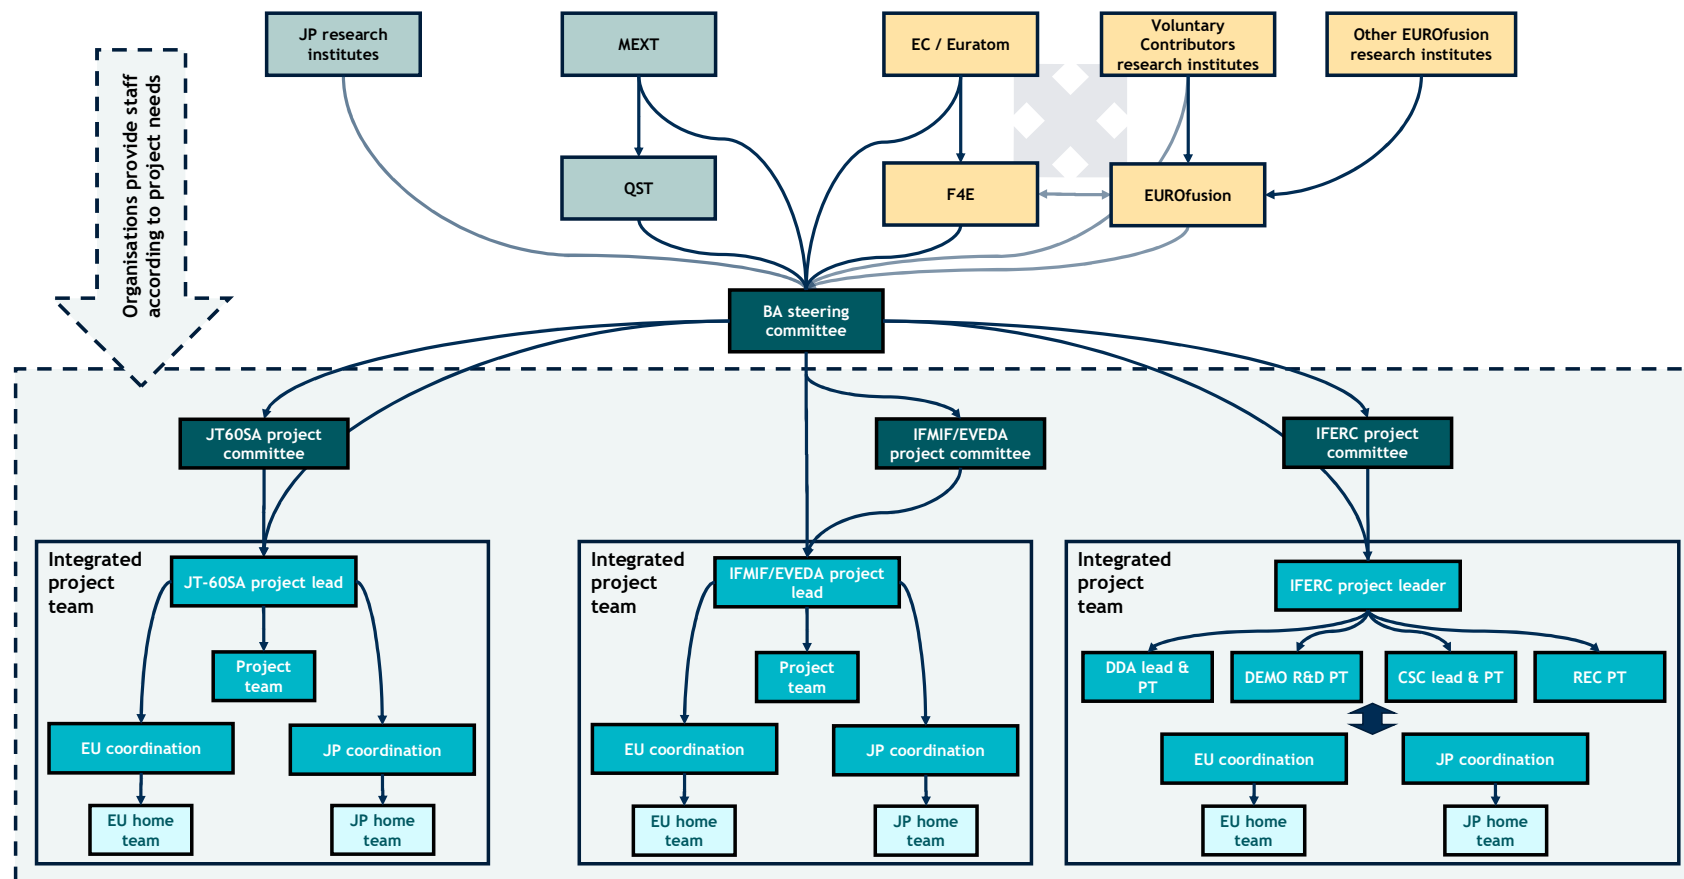 JP research
institutes
MEXT
EC / Euratom
Voluntary
Contributors
research institutes
Other EUROfusion
research institutes
Organisations provide staff
according to project needs
QST
F4E
EUROfusion
BA steering
committee
JT60SA project
committee
IFMIF/EVEDA
project committee
IFERC project
committee
Integrated
project
team
JT-60SA project lead
Project
team
EU coordination
JP coordination
EU home
team
JP home
team
Integrated
project
team
IFMIF/EVEDA project
lead
Project
team
EU coordination
JP coordination
EU home
team
JP home
team
Integrated
project
team
IFERC project leader
DDA lead &
PT
DEMO R&D PT
CSC lead & PT
REC PT
EU coordination
JP coordination
EU home
team
JP home
team